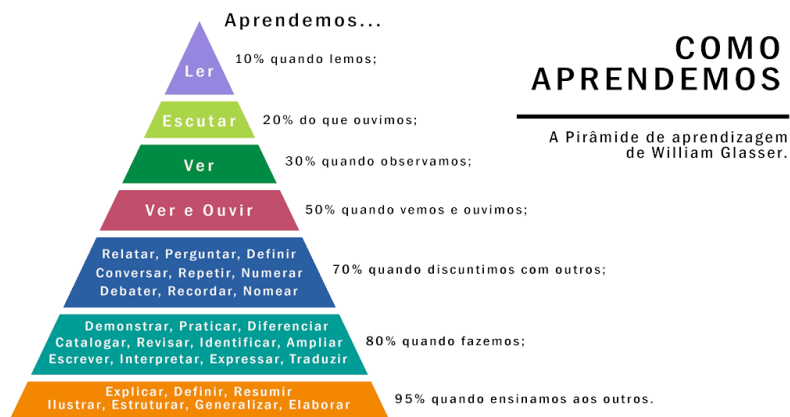 Aprendemos...
COMO
APRENDEMOS
A Pirâmide de aprendizagem
de William Glasser.
Ler
10% quando lemos;
Escutar
20% do que ouvimos;
Ver
30% quando observamos;
Ver e Ouvir
50% quando vemos e ouvimos;
Relatar, Perguntar, Definir
Conversar, Repetir, Numerar
Debater, Recordar, Nomear
70% quando discuntimos com outros;
Demonstrar, Praticar, Diferenciar
Catalogar, Revisar, Identificar, Ampliar
Escrever, Interpretar, Expressar, Traduzir
80% quando fazemos;
Explicar, Definir, Resumir
Ilustrar, Estruturar, Generalizar, Elaborar
95% quando ensinamos aos outros.